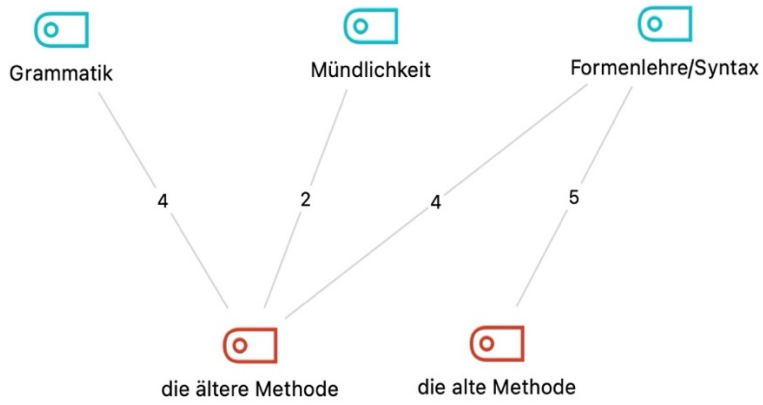 Grammatik
Mündlichkeit
Formenlehre/Syntax
4
2
4
5
die ältere Methode
die alte Methode